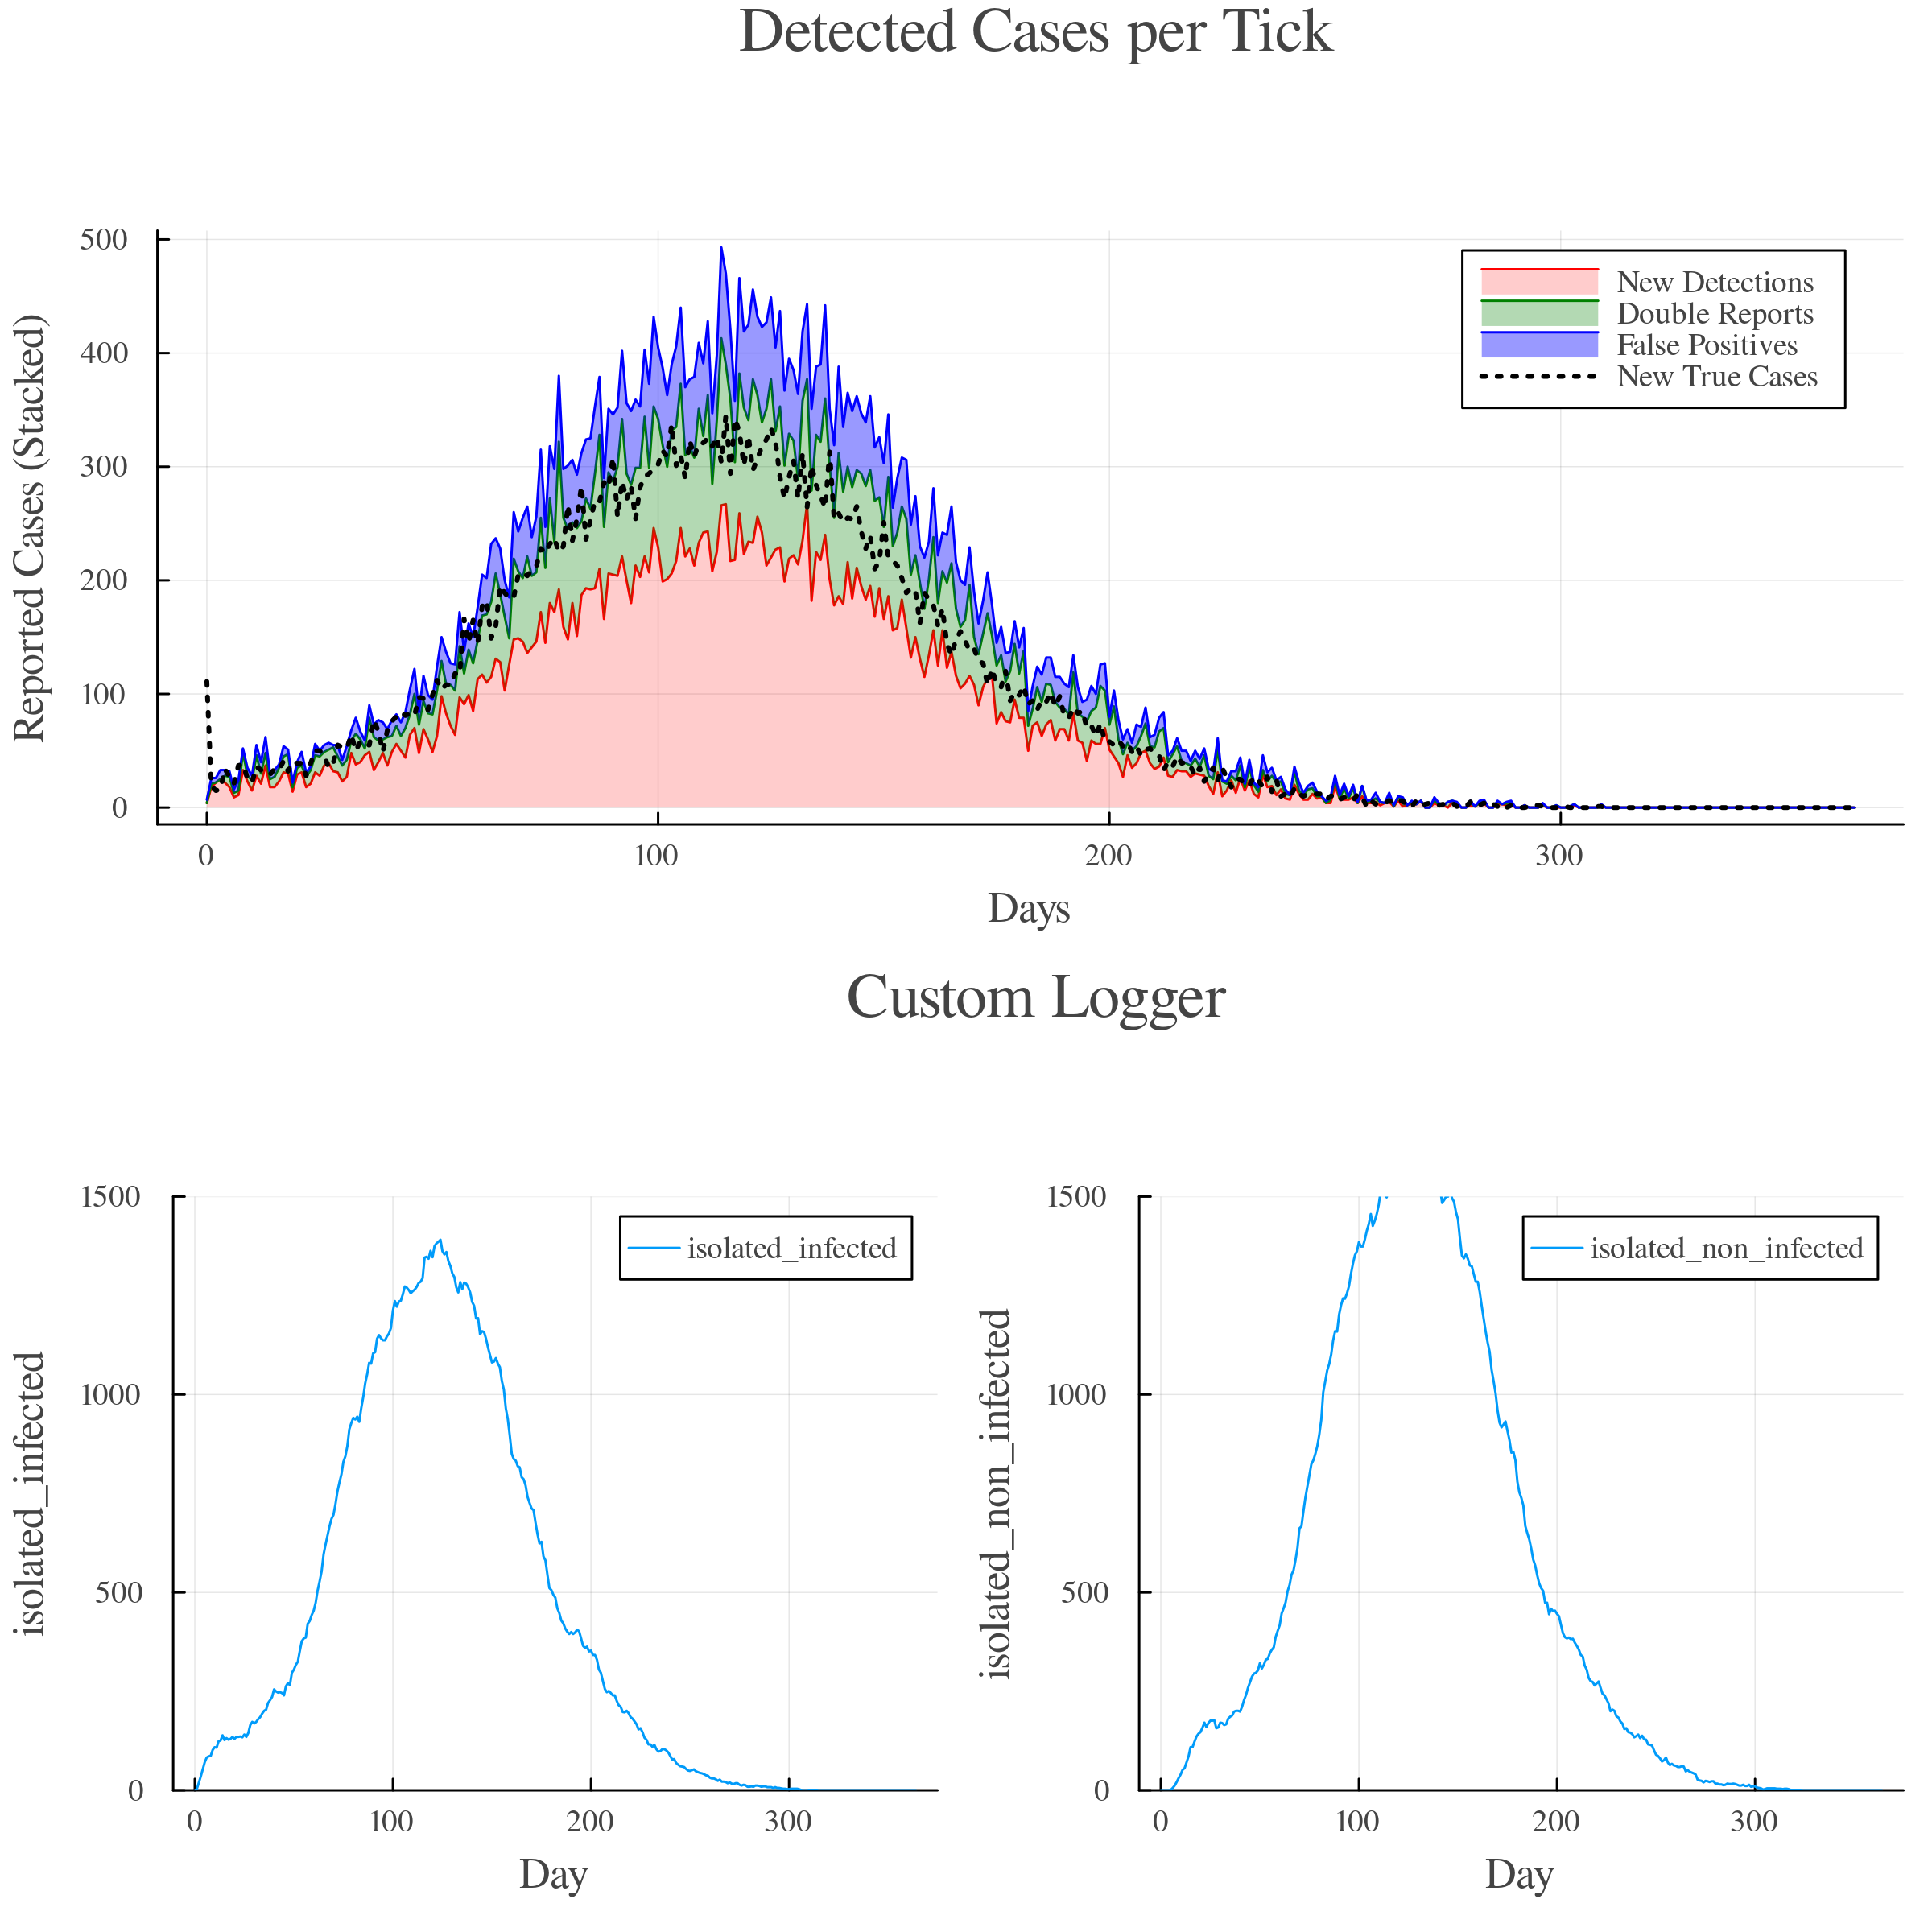 Detected Cases per Tick
Reported Cases (Stacked)
500
400
300
200
100
0
New Detections
Double Reports
False Positives
New True Cases
0 100 200 300
Days
Custom Logger
isolated_infected
1500
1000
500
0
isolated_infected
0 100 200 300
Day
isolated_non_infected
1500
1000
500
0
isolated_non_infected
0 100 200 300
Day